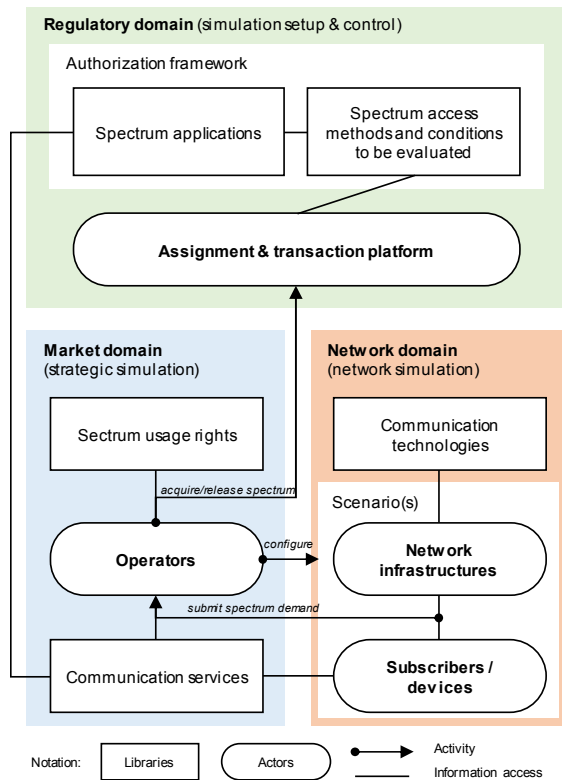 Regulatory domain (simulation setup & control)
Authorization framework
Spectrum applications
Spectrum access
methods and conditions
to be evaluated
Assignment & transaction platform
Market domain
(strategic simulation)
Network domain
(network simulation)
Sectrum usage rights
Communication
technologies
acquire/release spectrum
Scenario(s)
Operators
configure
Network
infrastructures
submit spectrum demand
Communication services
Subscribers /
devices
Notation:
Libraries
Actors
Activity
Information access